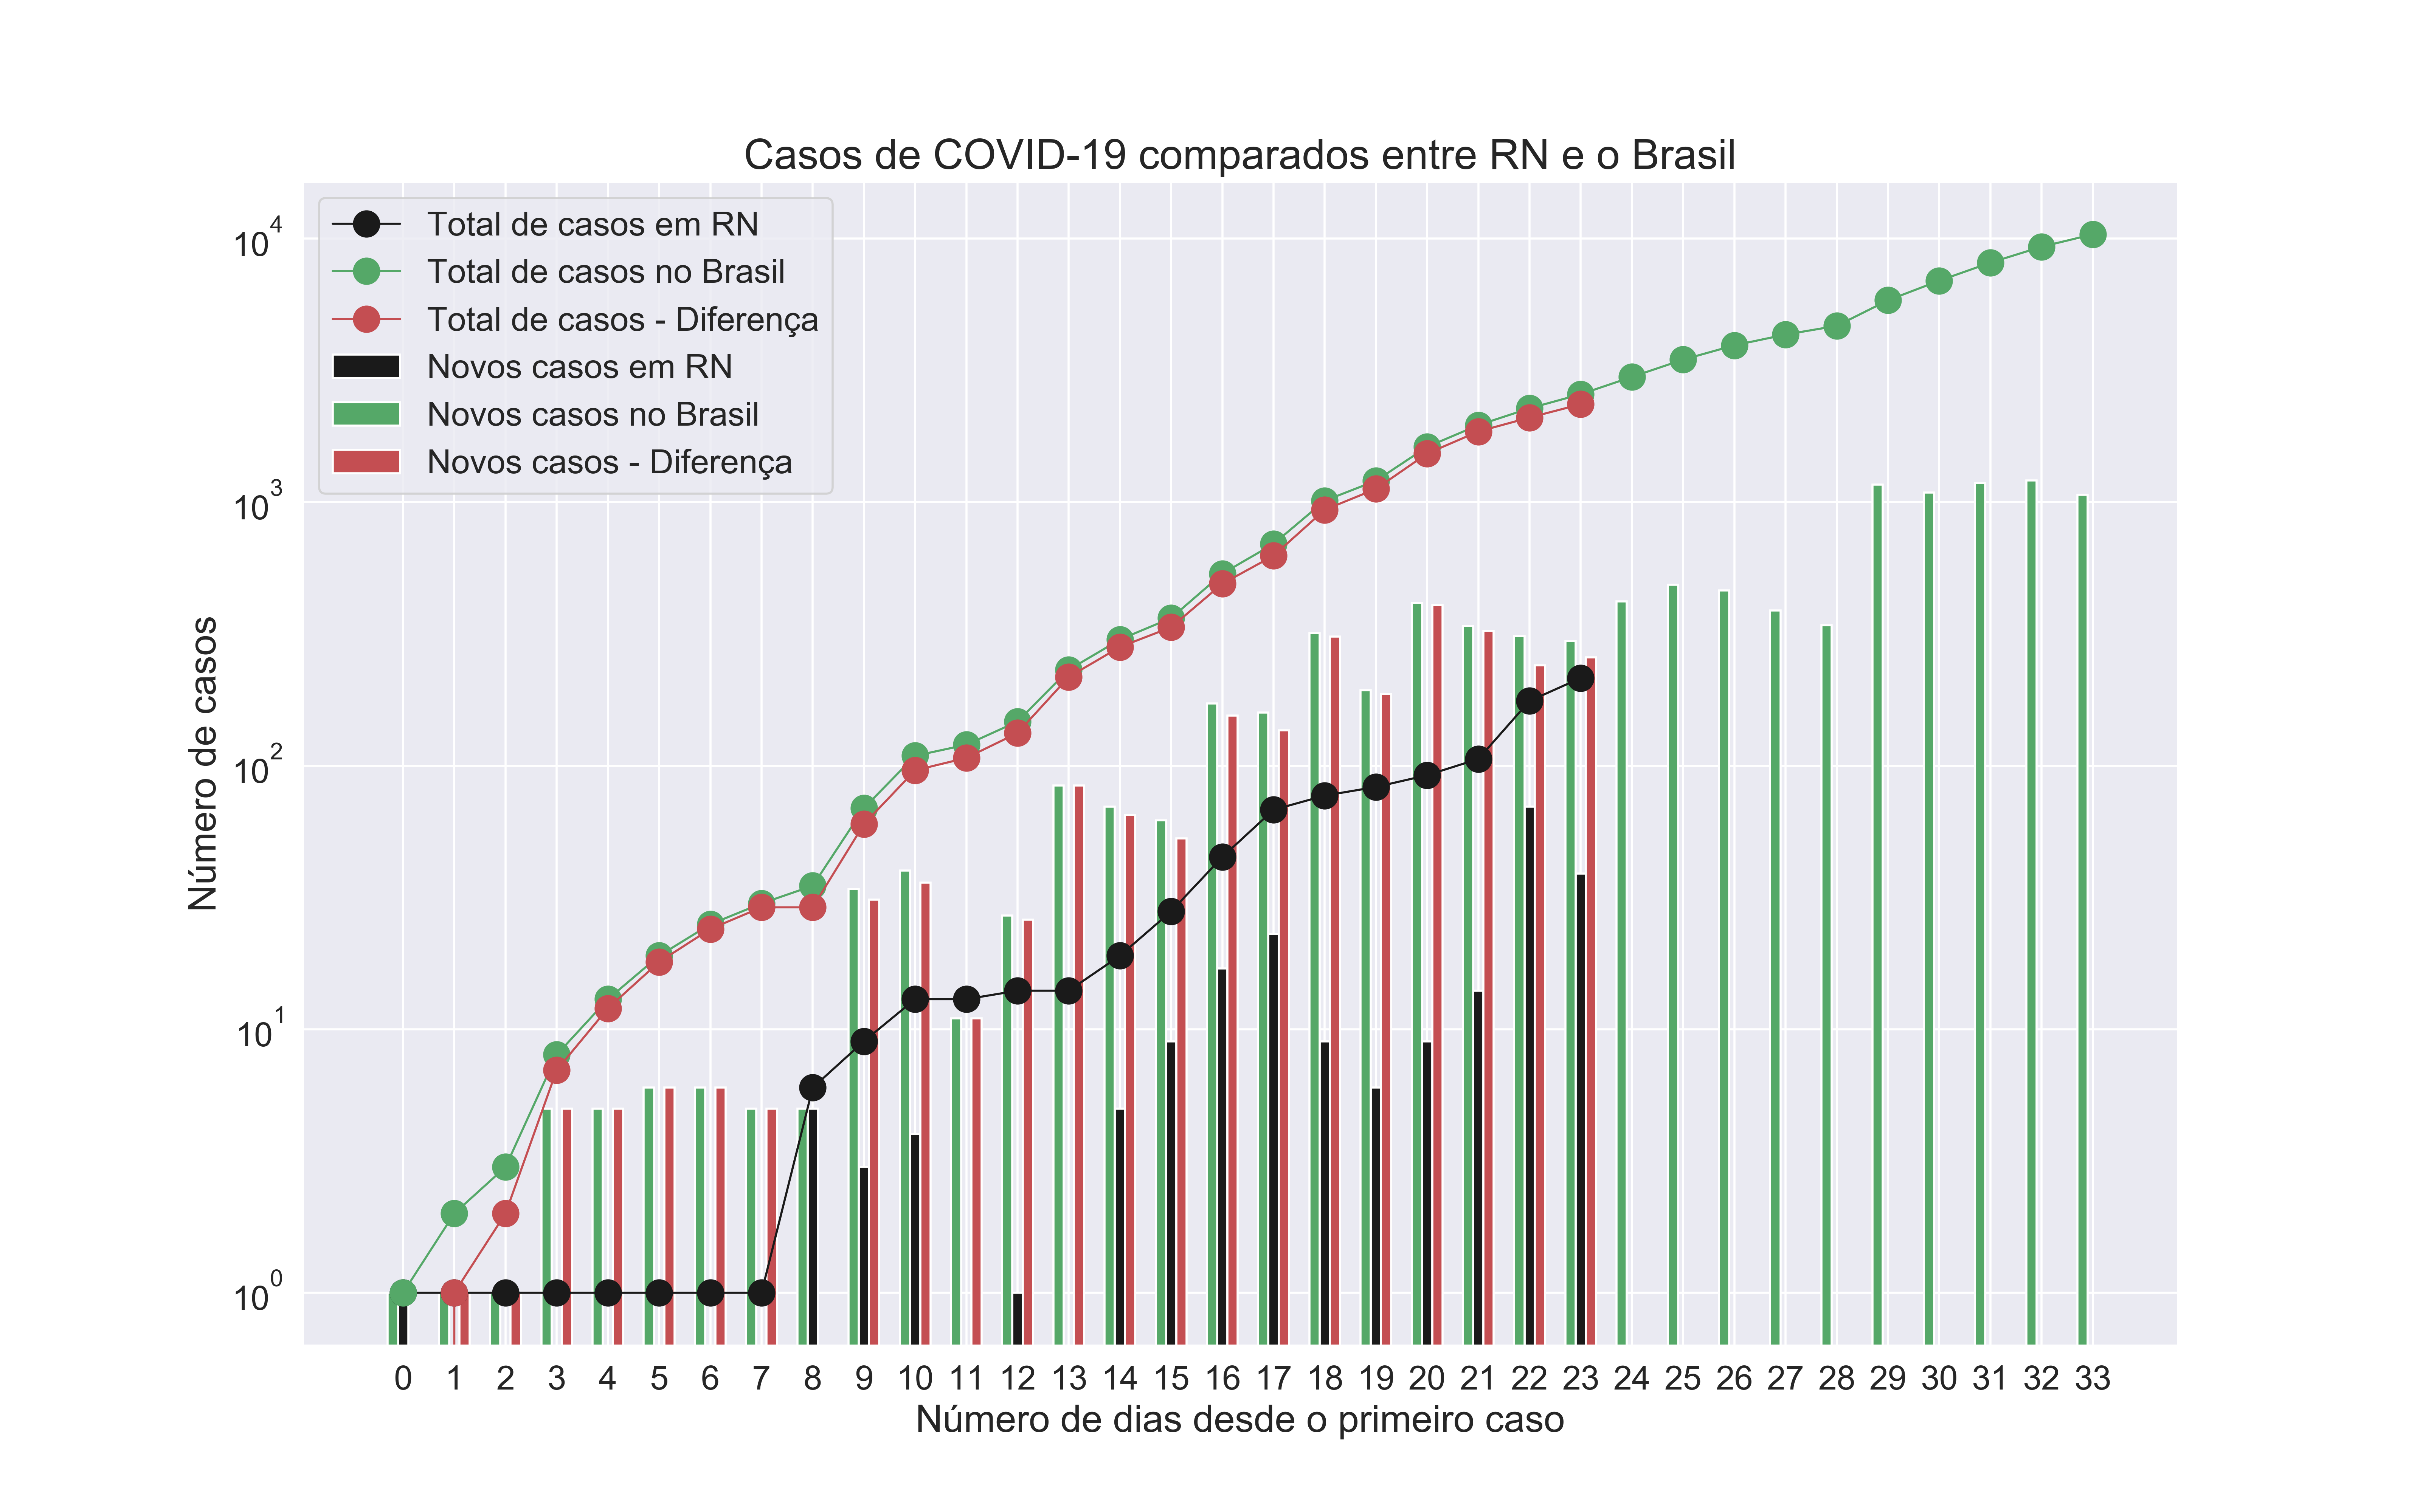 Casos de COVID-19 comparados entre RN e o Brasil
Total de casos em RN
Total de casos no Brasil
Total de casos - Diferença
Novos casos em RN
Novos casos no Brasil
Novos casos - Diferença
Número de casos
10^4
10^3
10^2
10^1
10^0
0 1 2 3 4 5 6 7 8 9 10 11 12 13 14 15 16 17 18 19 20 21 22 23 24 25 26 27 28 29 30 31 32 33
Número de dias desde o primeiro caso